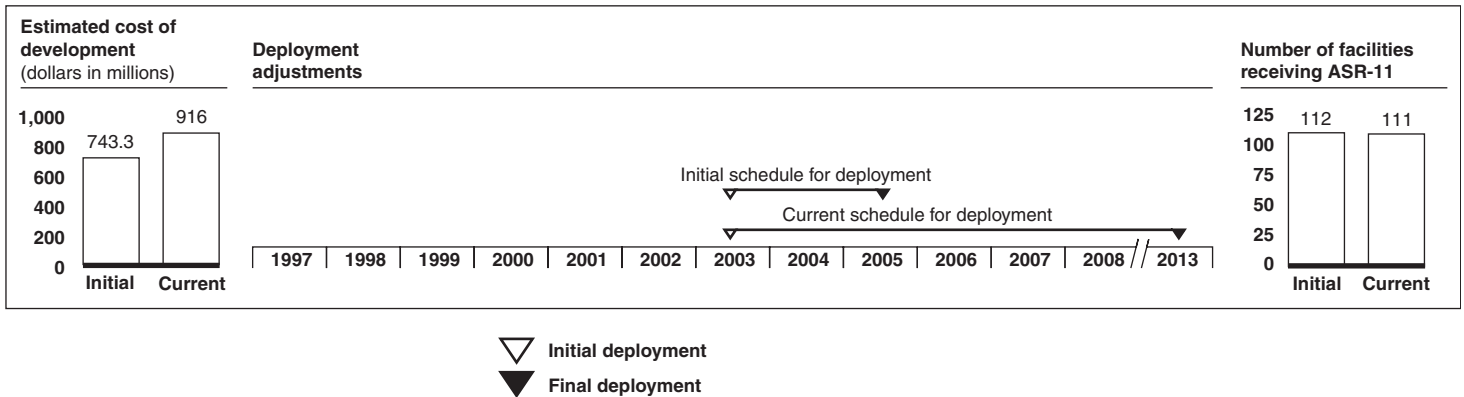 Estimated cost of
development
(dollars in millions)
1,000
800
600
400
200
0
743.3
916
Initial Current
Deployment
adjustments
Initial schedule for deployment
Current schedule for deployment
1997 1998 1999 2000 2001 2002 2003 2004 2005 2006 2007 2008 // 2013
Number of facilities
receiving ASR-11
125
100
75
50
25
0
112
111
Initial Current
Initial deployment
Final deployment